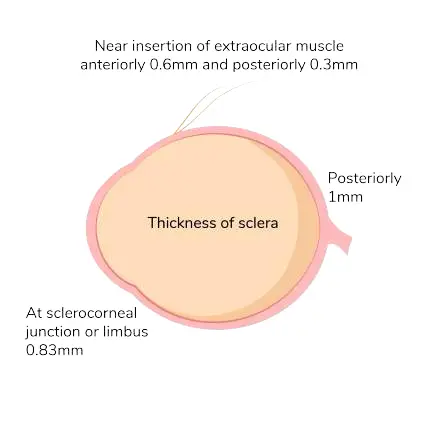 Near insertion of extraocular muscle
anteriorly 0.6mm and posteriorly 0.3mm
Posteriorly
1mm
Thickness of sclera
At sclerocorneal
junction or limbus
0.83mm